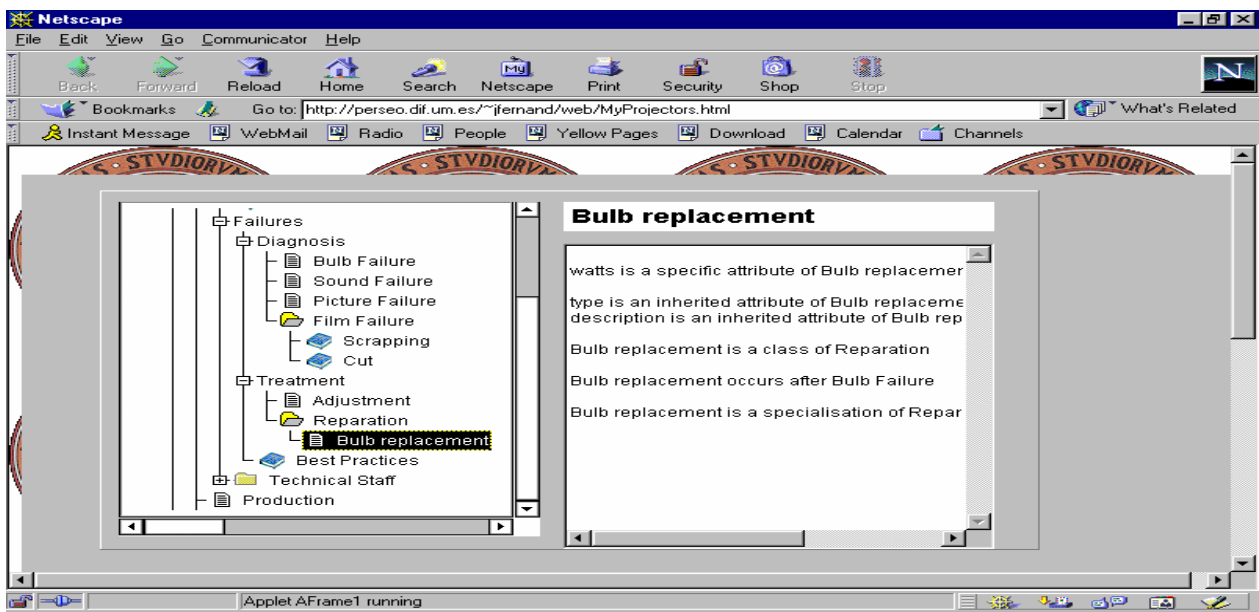 Netscape
File Edit View Go Communicator Help
Back Forward Reload Home Search Netscape Print Security Shop Stop
My
N
Bookmarks Go to: http://perseo.dif.um.es/~jfernand/web/MyProjectors.html What's Related
Instant Message WebMail Radio People Yellow Pages Download Calendar Channels
AS · STVDIORVM S · STVDIORVM S · STVDIORVM S · STVDIORV
Failures
Diagnosis
Bulb Failure
Sound Failure
Picture Failure
Film Failure
Scrapping
Cut
Treatment
Adjustment
Reparation
Bulb replacement
Best Practices
Technical Staff
Production
Bulb replacement
watts is a specific attribute of Bulb replacemer
type is an inherited attribute of Bulb replaceme
description is an inherited attribute of Bulb rep
Bulb replacement is a class of Reparation
Bulb replacement occurs after Bulb Failure
Bulb replacement is a specialisation of Repar
Applet AFrame1 running